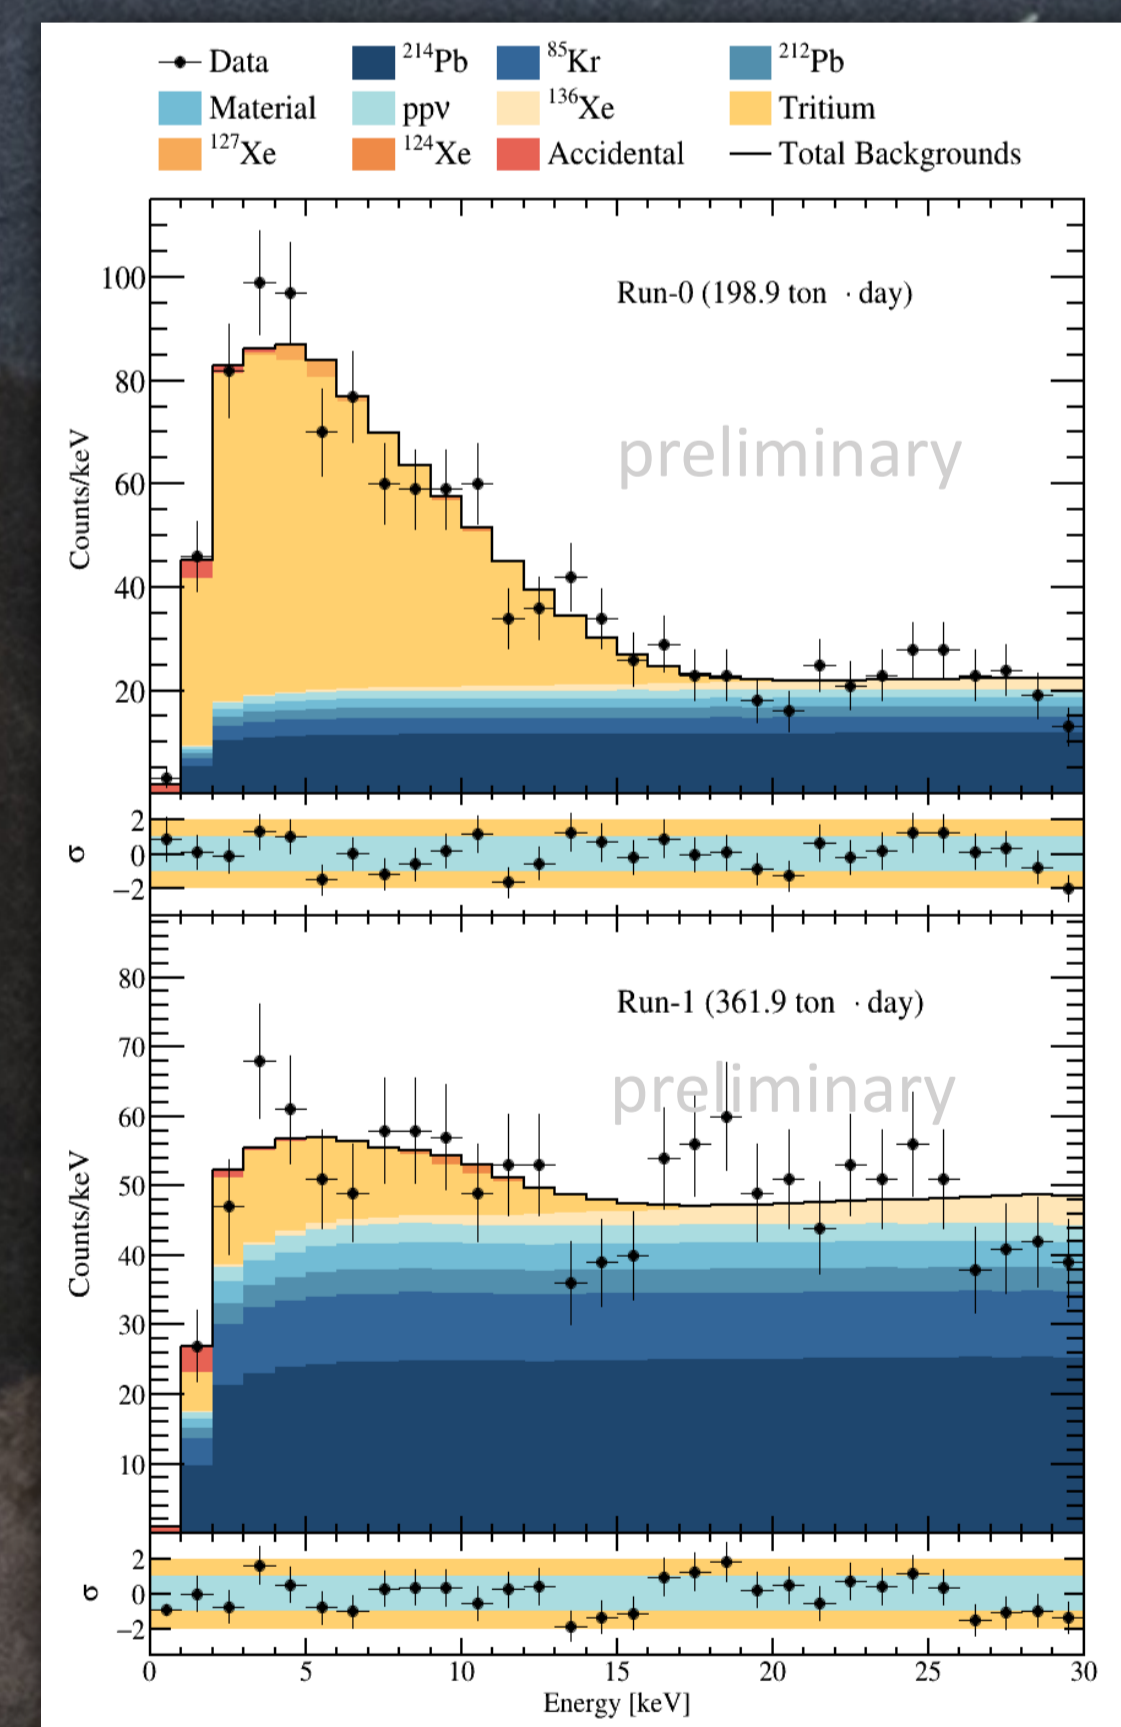 Data ²¹⁴Pb ⁸⁵Kr ²¹²Pb
Material ppν ¹³⁶Xe Tritium
¹²⁷Xe ¹²⁴Xe Accidental Total Backgrounds
Run-0 (198.9 ton · day)
preliminary
Counts/keV
100
80
60
40
20
σ
2
0
−2
Run-1 (361.9 ton · day)
preliminary
Counts/keV
80
70
60
50
40
30
20
10
σ
2
0
−2
0 5 10 15 20 25 30
Energy [keV]